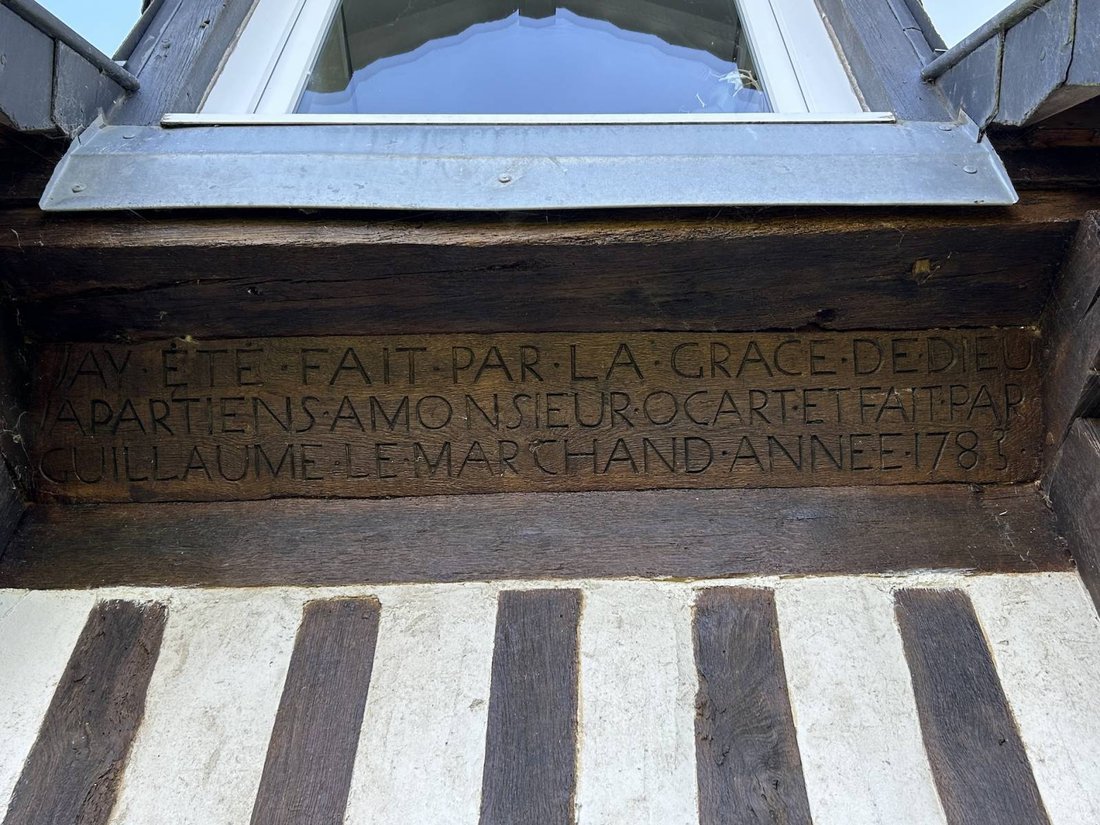 JAY · ÉTÉ · FAIT · PAR · LA · GRACE · DE · DIEU
JAPARTIENS · A MONSIEUR · OCART · ET FAIT · PAR
GUILLAUME · LE · MARCHAND · ANNEE · 1783 ·